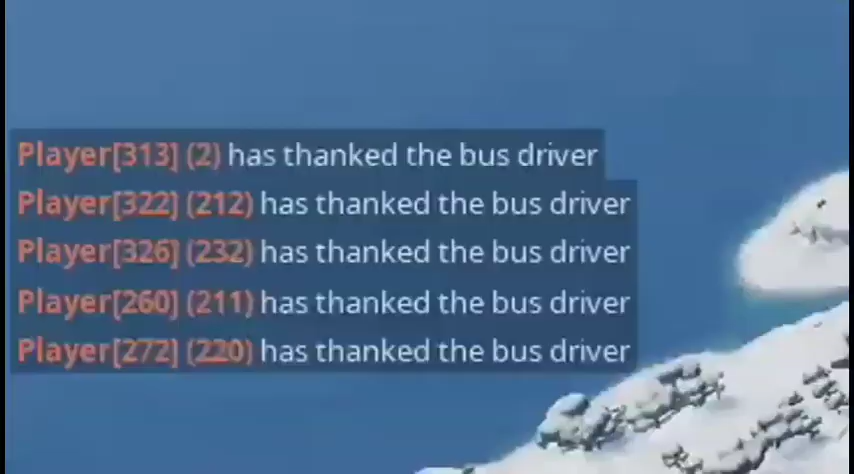 Player[313] (2) has thanked the bus driver
Player[322] (212) has thanked the bus driver
Player[326] (232) has thanked the bus driver
Player[260] (211) has thanked the bus driver
Player[272] (220) has thanked the bus driver